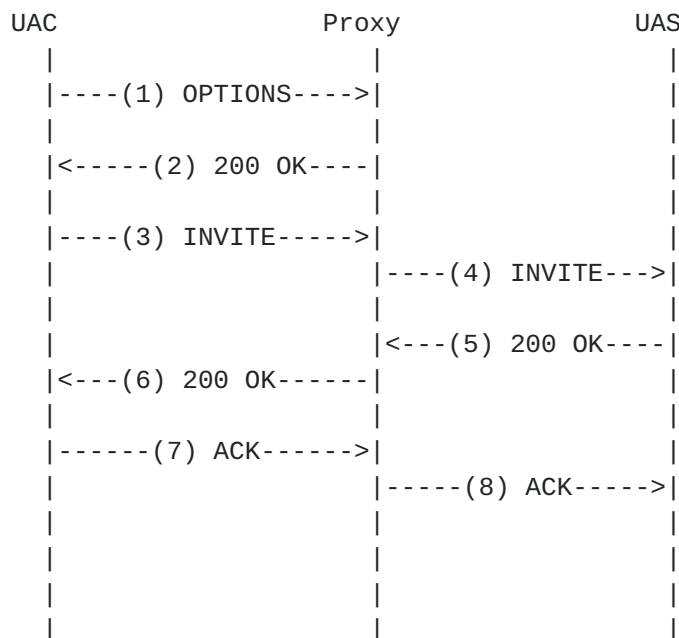 UAC                 Proxy               UAS
  |                   |                  |
  |----(1) OPTIONS---->|                  |
  |                   |                  |
  |<-----(2) 200 OK----|                  |
  |                   |                  |
  |----(3) INVITE----->|                  |
  |                   |----(4) INVITE--->|
  |                   |                  |
  |                   |<---(5) 200 OK----|
  |<---(6) 200 OK------|                  |
  |                   |                  |
  |------(7) ACK------>|                  |
  |                   |-----(8) ACK----->|
  |                   |                  |
  |                   |                  |
  |                   |                  |
  |                   |                  |